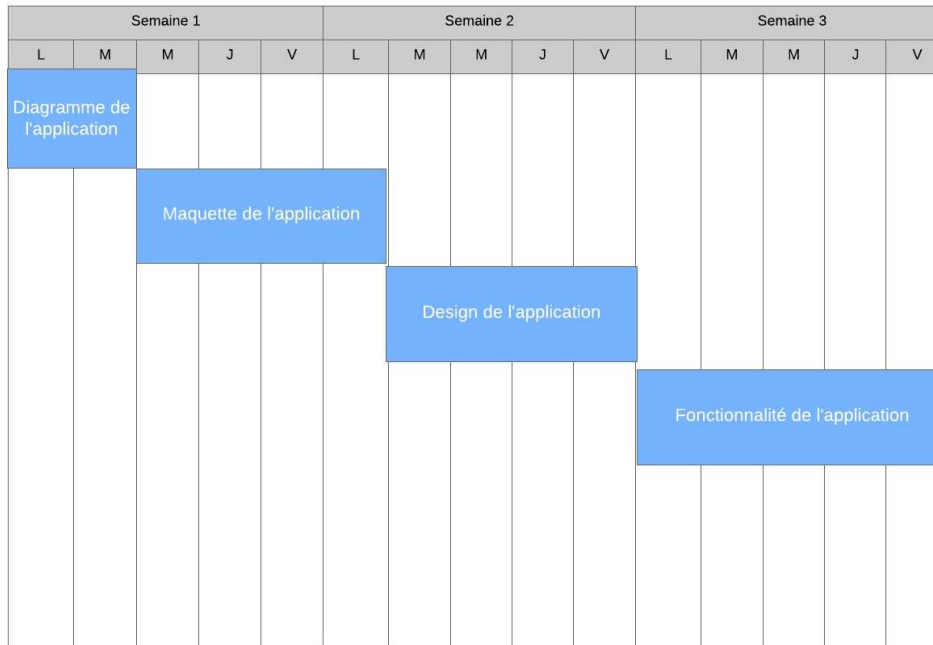 Semaine 1 Semaine 2 Semaine 3
L M M J V L M M J V L M M J V
Diagramme de
l'application
Maquette de l'application
Design de l'application
Fonctionnalité de l'application